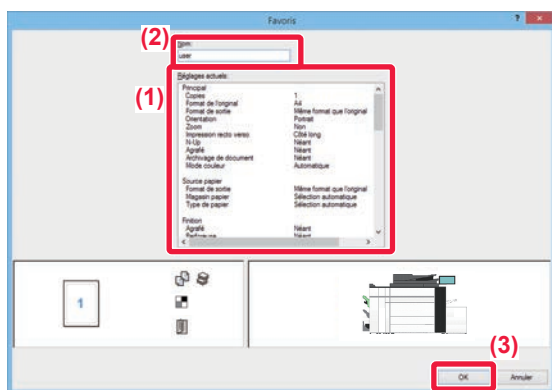 Favoris
?
(2)
Nom:
user
Réglages actuels:
(1)
Principal
Copies 1
Format de l'original A4
Format de sortie Même format que l'original
Orientation Portrait
Zoom Non
Impression recto verso Côté long
N-Up Néant
Agrafé Néant
Archivage de document Néant
Mode couleur Automatique
Source papier
Format de sortie Même format que l'original
Magasin papier Sélection automatique
Type de papier Sélection automatique
Finition
Agrafé Néant
Perforeuse Néant
1
(3)
OK Annuler